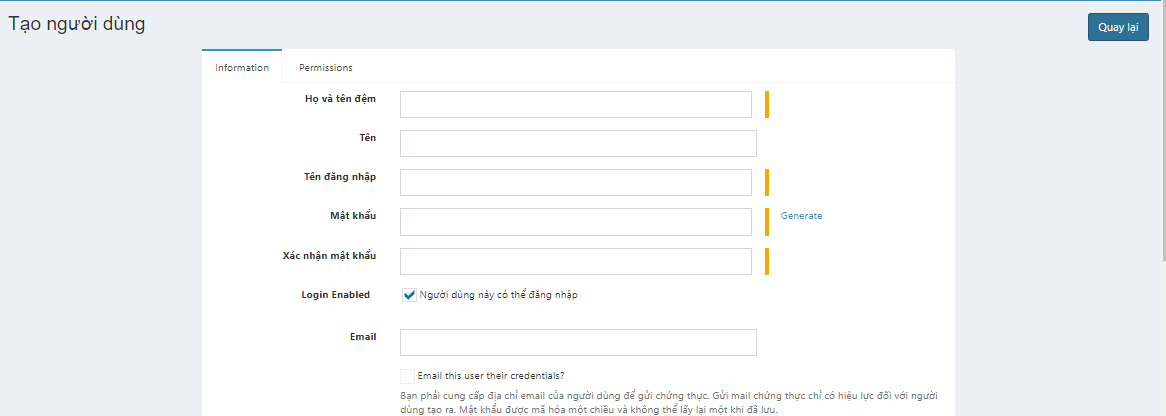 Tạo người dùng
Quay lại
Information
Permissions
Họ và tên đệm
Tên
Tên đăng nhập
Mật khẩu
Generate
Xác nhận mật khẩu
Login Enabled
Người dùng này có thể đăng nhập
Email
Email this user their credentials?
Bạn phải cung cấp địa chỉ email của người dùng để gửi chứng thực. Gửi mail chứng thực chỉ có hiệu lực đối với người
dùng tạo ra. Mật khẩu được mã hóa một chiều và không thể lấy lại một khi đã lưu.